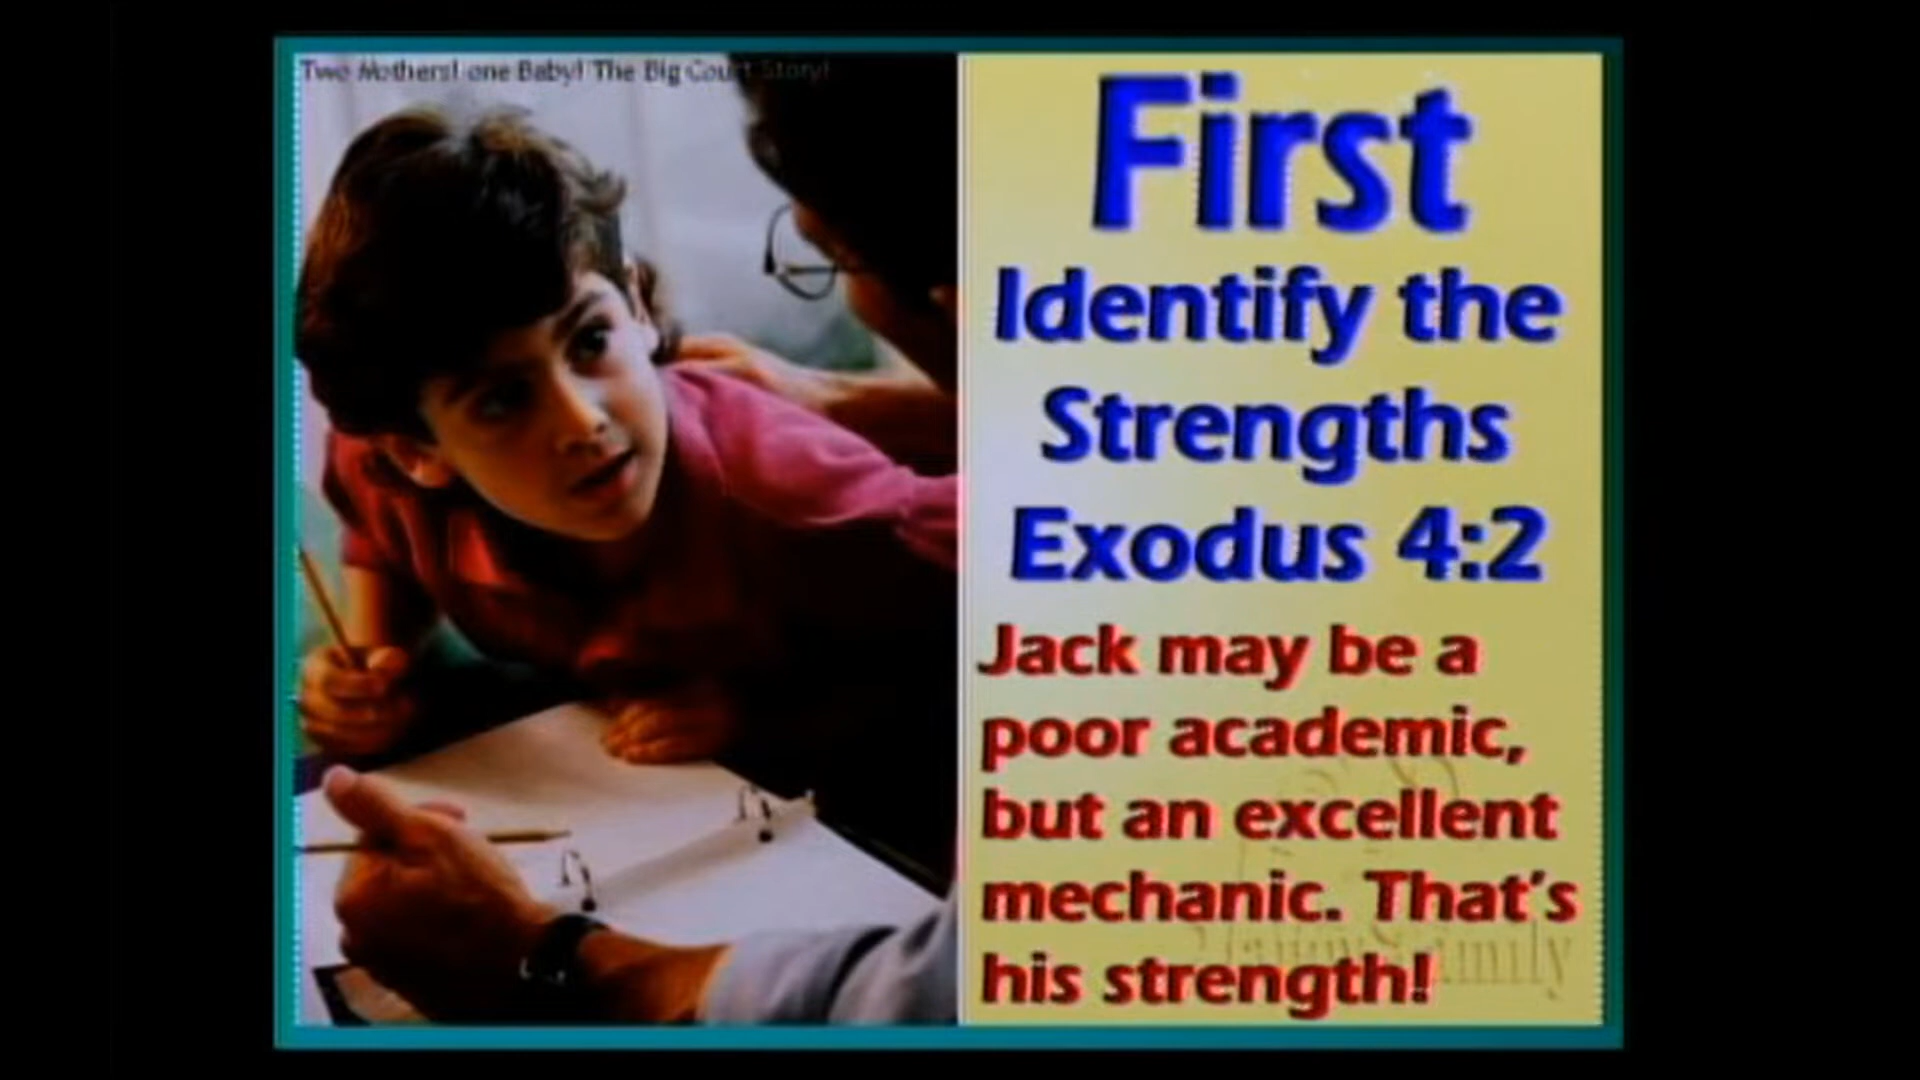 Two Mothers! one Baby! The Big Court Story!
First
Identify the
Strengths
Exodus 4:2
Jack may be a
poor academic,
but an excellent
mechanic. That's
his strength!
Family